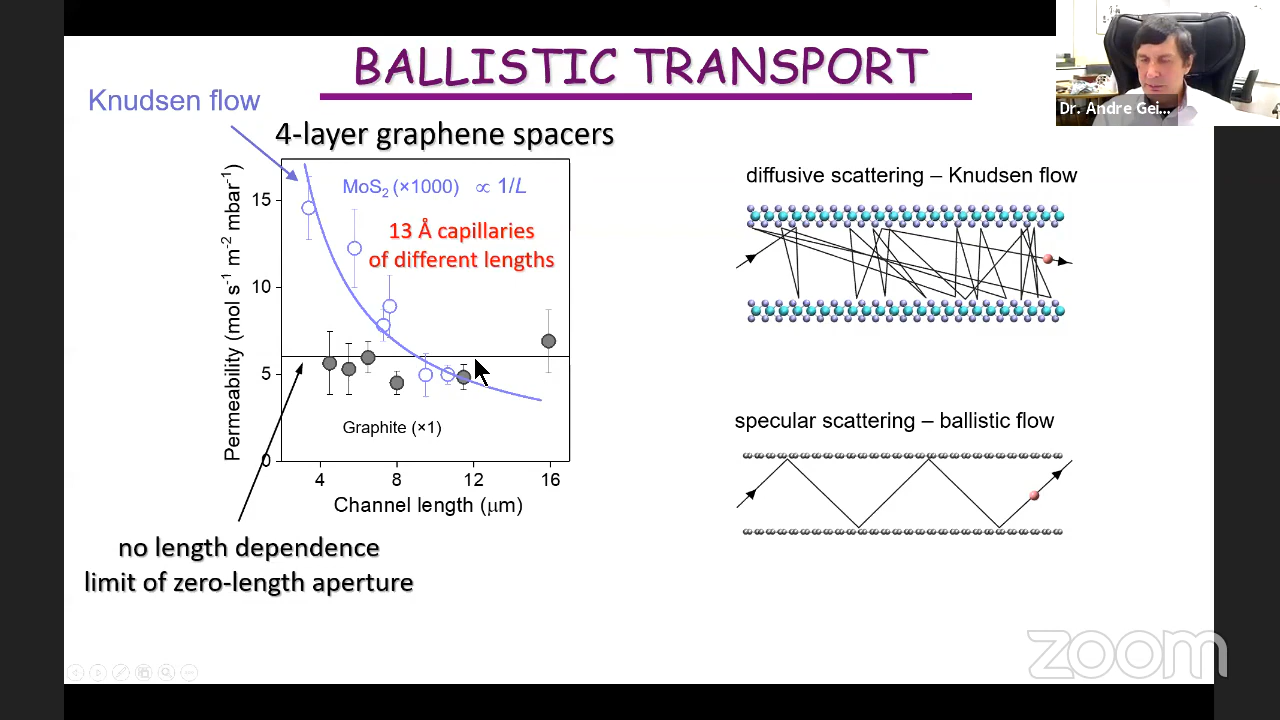 BALLISTIC TRANSPORT
Dr. Andre Gei...
Knudsen flow
4-layer graphene spacers
Permeability (mol s⁻¹ m⁻² mbar⁻¹)
15
10
5
0
MoS₂ (×1000) ∝ 1/L
13 Å capillaries
of different lengths
Graphite (×1)
4 8 12 16
Channel length (μm)
no length dependence
limit of zero-length aperture
diffusive scattering – Knudsen flow
specular scattering – ballistic flow
zoom